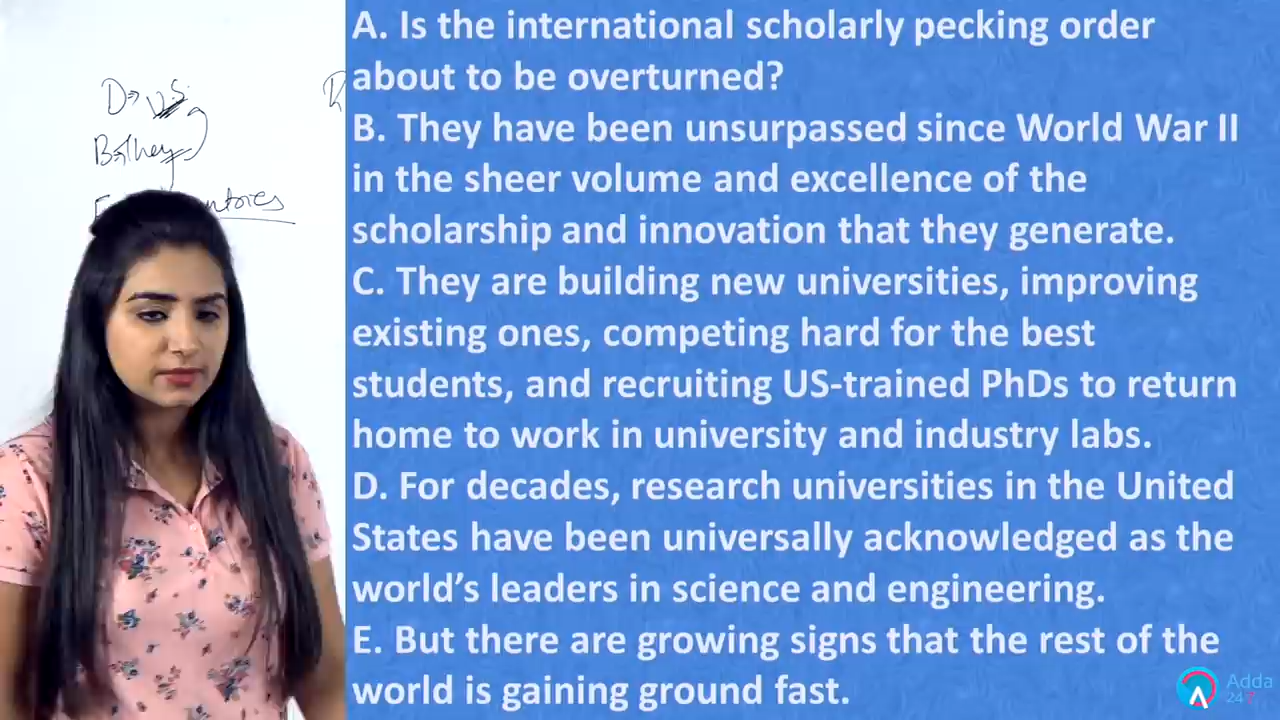 D→ U.S.
B→They
A. Is the international scholarly pecking order
about to be overturned?
B. They have been unsurpassed since World War II
in the sheer volume and excellence of the
scholarship and innovation that they generate.
C. They are building new universities, improving
existing ones, competing hard for the best
students, and recruiting US-trained PhDs to return
home to work in university and industry labs.
D. For decades, research universities in the United
States have been universally acknowledged as the
world’s leaders in science and engineering.
E. But there are growing signs that the rest of the
world is gaining ground fast.
Adda
247